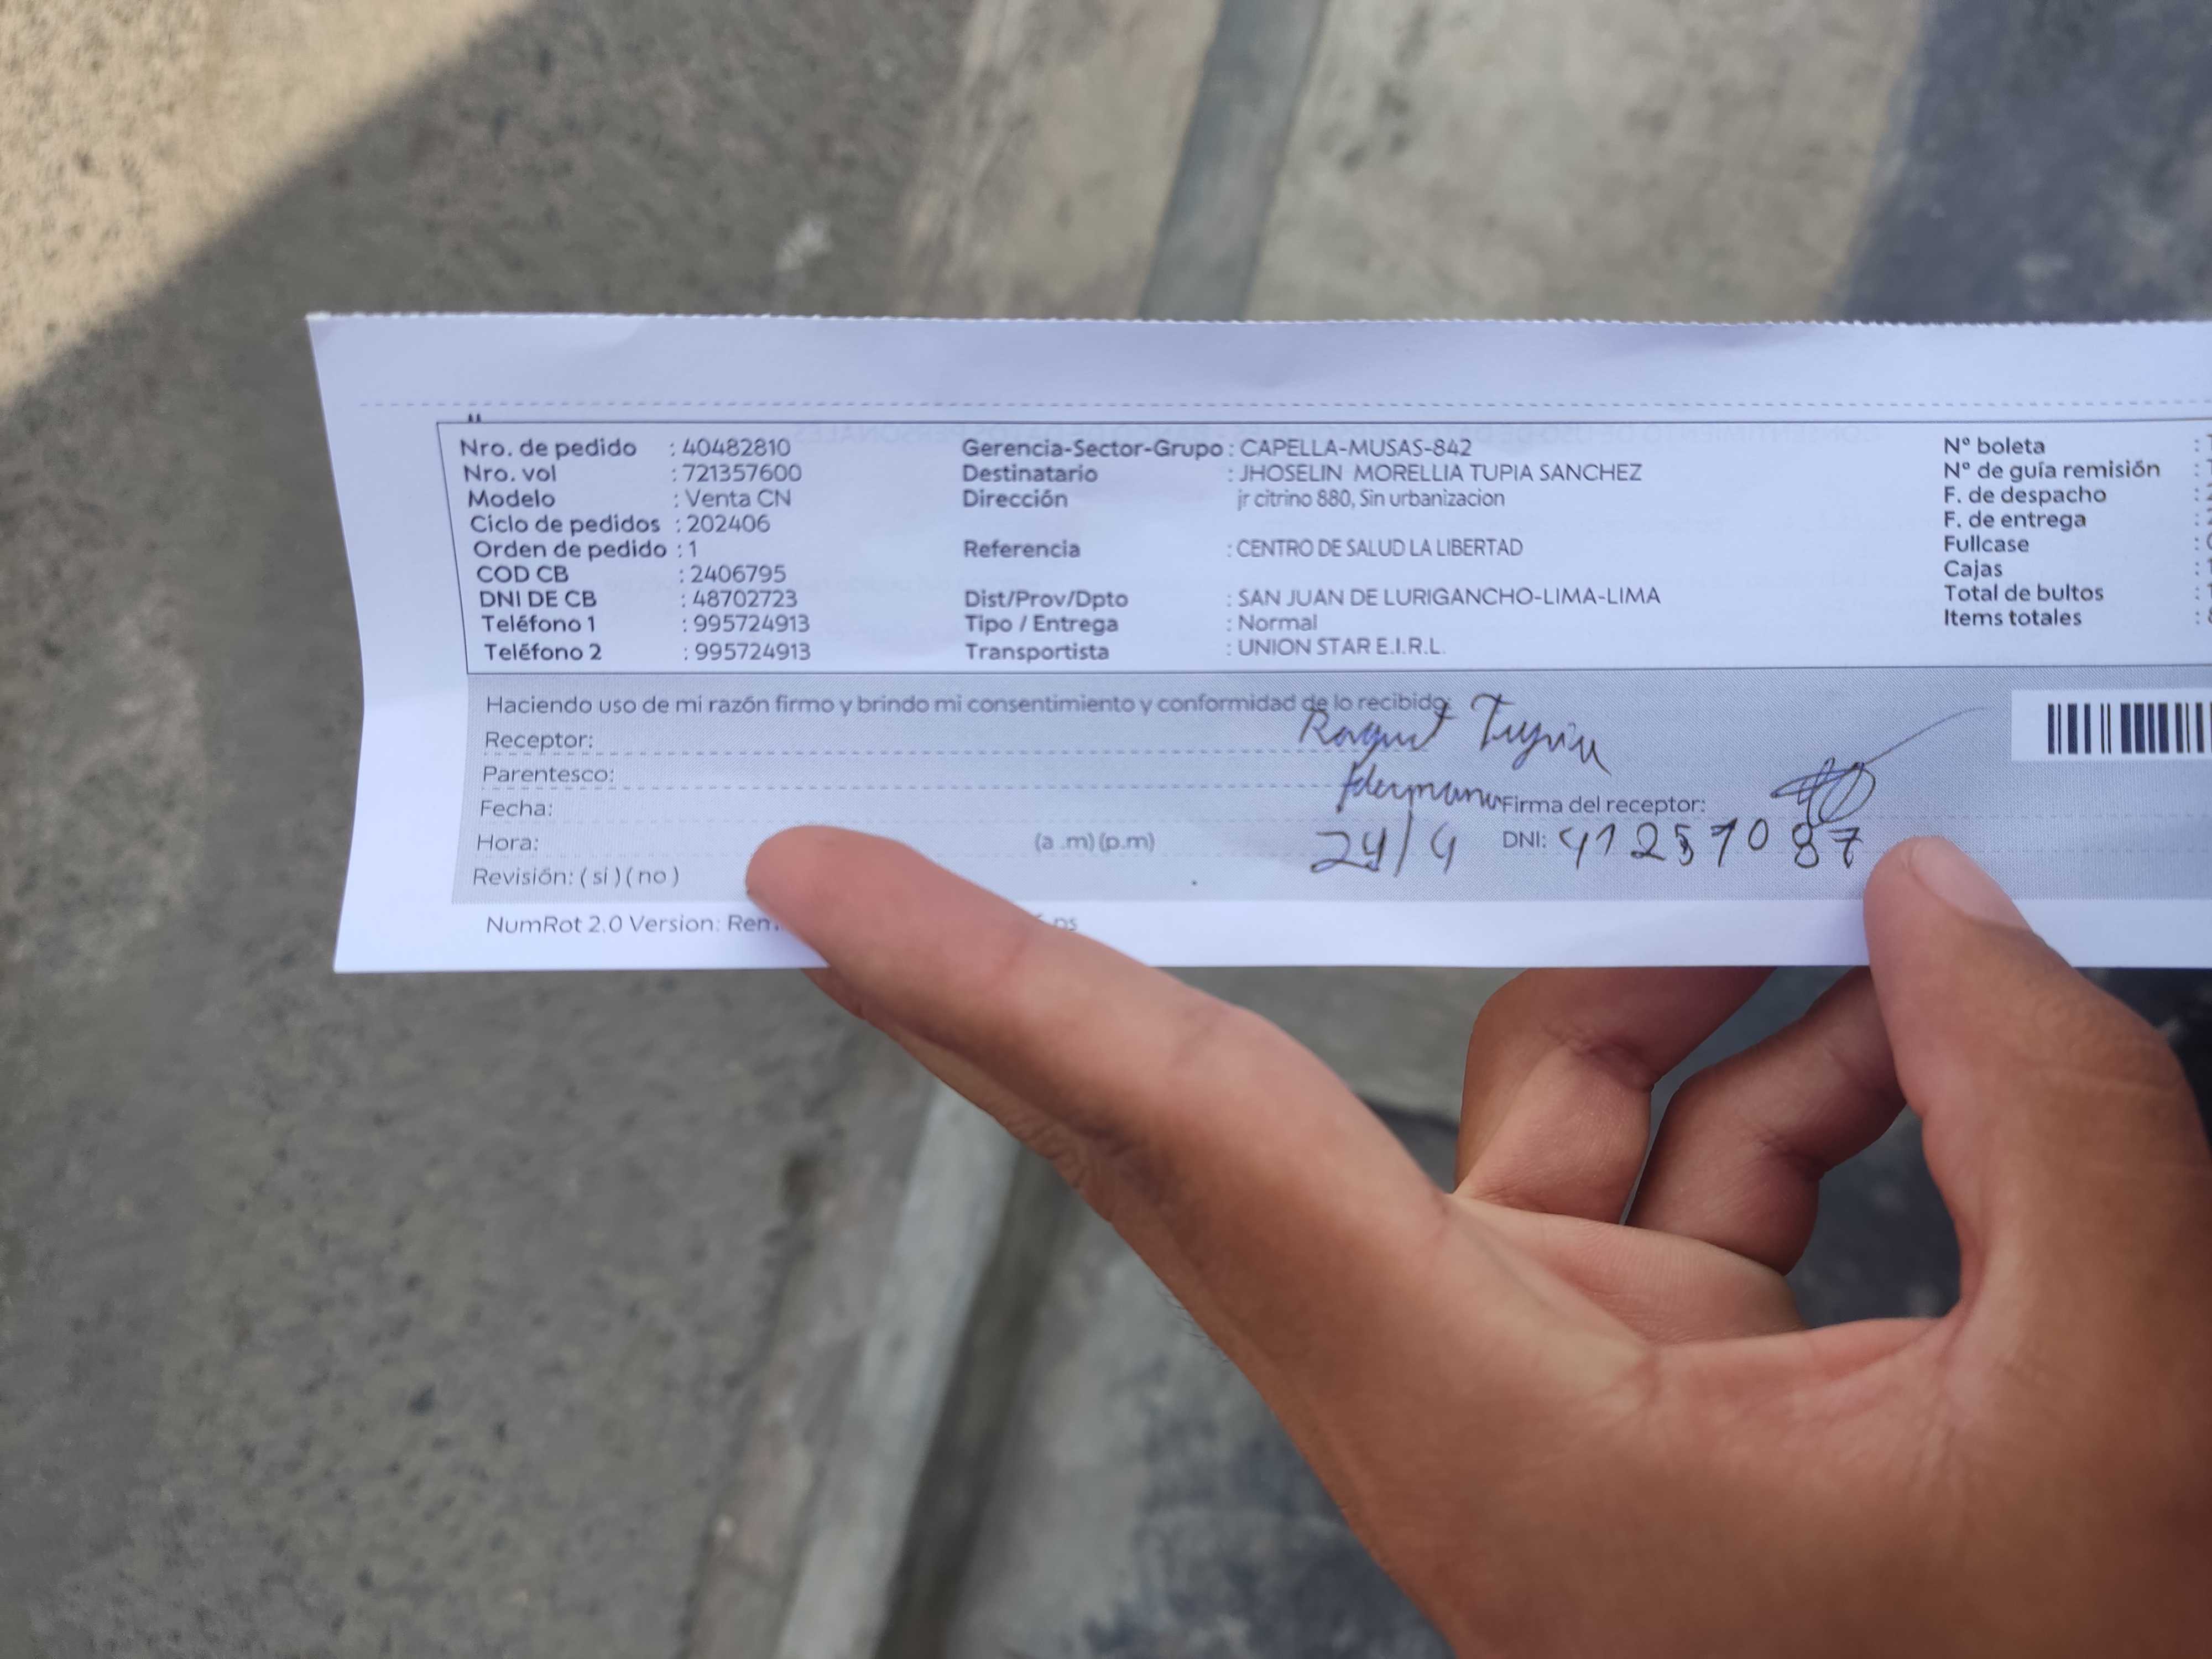 Nro. de pedido : 40482810 Gerencia-Sector-Grupo : CAPELLA-MUSAS-842 N° boleta :
Nro. vol : 721357600 Destinatario : JHOSELIN MORELLIA TUPIA SANCHEZ N° de guía remisión :
Modelo : Venta CN Dirección jr citrino 880, Sin urbanizacion F. de despacho :
Ciclo de pedidos : 202406 F. de entrega :
Orden de pedido : 1 Referencia : CENTRO DE SALUD LA LIBERTAD Fullcase :
COD CB : 2406795 Cajas :
DNI DE CB : 48702723 Dist/Prov/Dpto : SAN JUAN DE LURIGANCHO-LIMA-LIMA Total de bultos :
Teléfono 1 : 995724913 Tipo / Entrega : Normal Items totales :
Teléfono 2 : 995724913 Transportista : UNION STAR E.I.R.L.
Haciendo uso de mi razón firmo y brindo mi consentimiento y conformidad de lo recibido:
Receptor: Raquel Tupia
Parentesco: Hermana
Fecha: Firma del receptor:
Hora: (a .m) (p.m) 24/4 DNI: 41257087
Revisión: ( si ) ( no )
NumRot 2.0 Version: